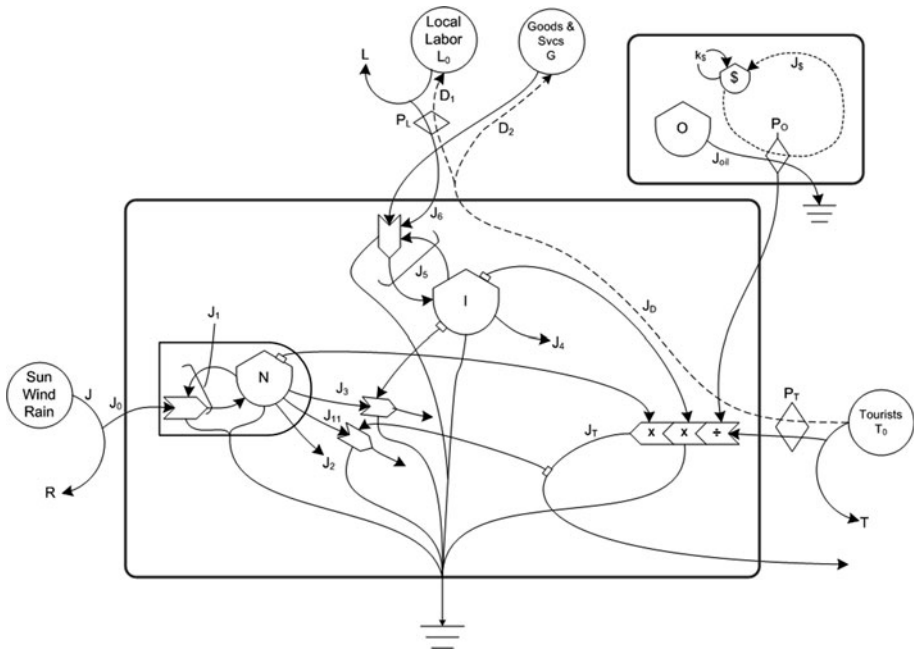 Local
Labor
L0
Goods &
Svcs
G
L
D1
PL
D2
k$
$
J$
O
PO
Joil
J6
J5
I
J4
JD
J1
N
J3
J11
J2
Sun
Wind
Rain
J
J0
R
JT
x
x
÷
PT
Tourists
T0
T